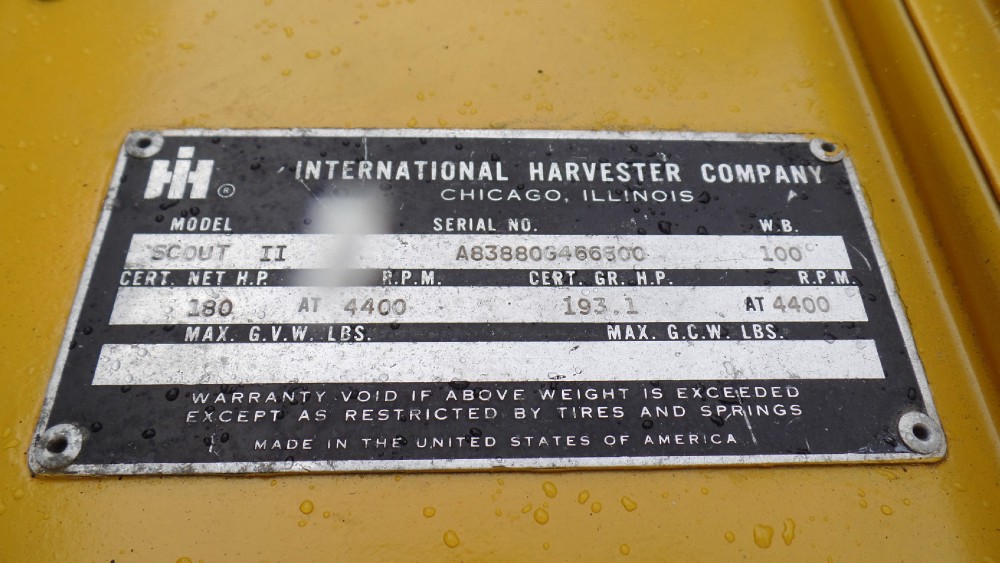 IH ® INTERNATIONAL HARVESTER COMPANY
CHICAGO, ILLINOIS
MODEL SERIAL NO. W.B.
SCOUT II 100
CERT. NET H.P. R.P.M. CERT. GR. H.P. R.P.M.
180 AT 4400 193.1 AT 4400
MAX. G.V.W. LBS. MAX. G.C.W. LBS.
WARRANTY VOID IF ABOVE WEIGHT IS EXCEEDED
EXCEPT AS RESTRICTED BY TIRES AND SPRINGS
MADE IN THE UNITED STATES OF AMERICA